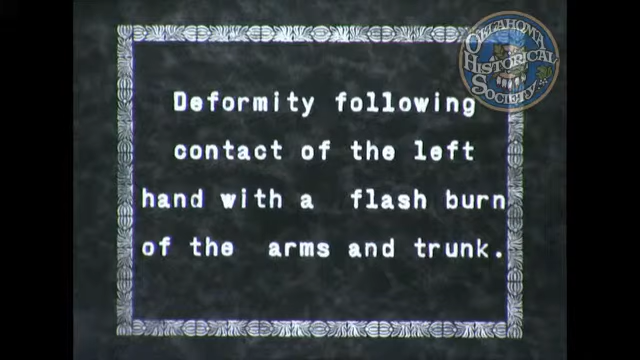 Deformity following
contact of the left
hand with a flash burn
of the arms and trunk.
OKLAHOMA
HISTORICAL
SOCIETY